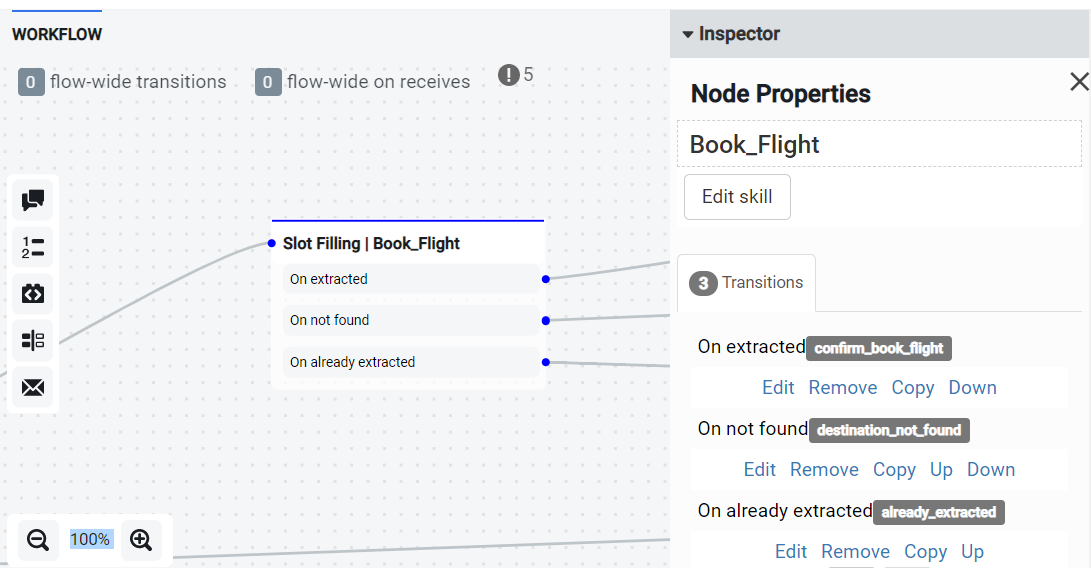 WORKFLOW
0 flow-wide transitions 0 flow-wide on receives ! 5
1
2
Slot Filling | Book_Flight
On extracted
On not found
On already extracted
100%
Inspector
Node Properties
Book_Flight
Edit skill
3 Transitions
On extracted confirm_book_flight
Edit Remove Copy Down
On not found destination_not_found
Edit Remove Copy Up Down
On already extracted already_extracted
Edit Remove Copy Up